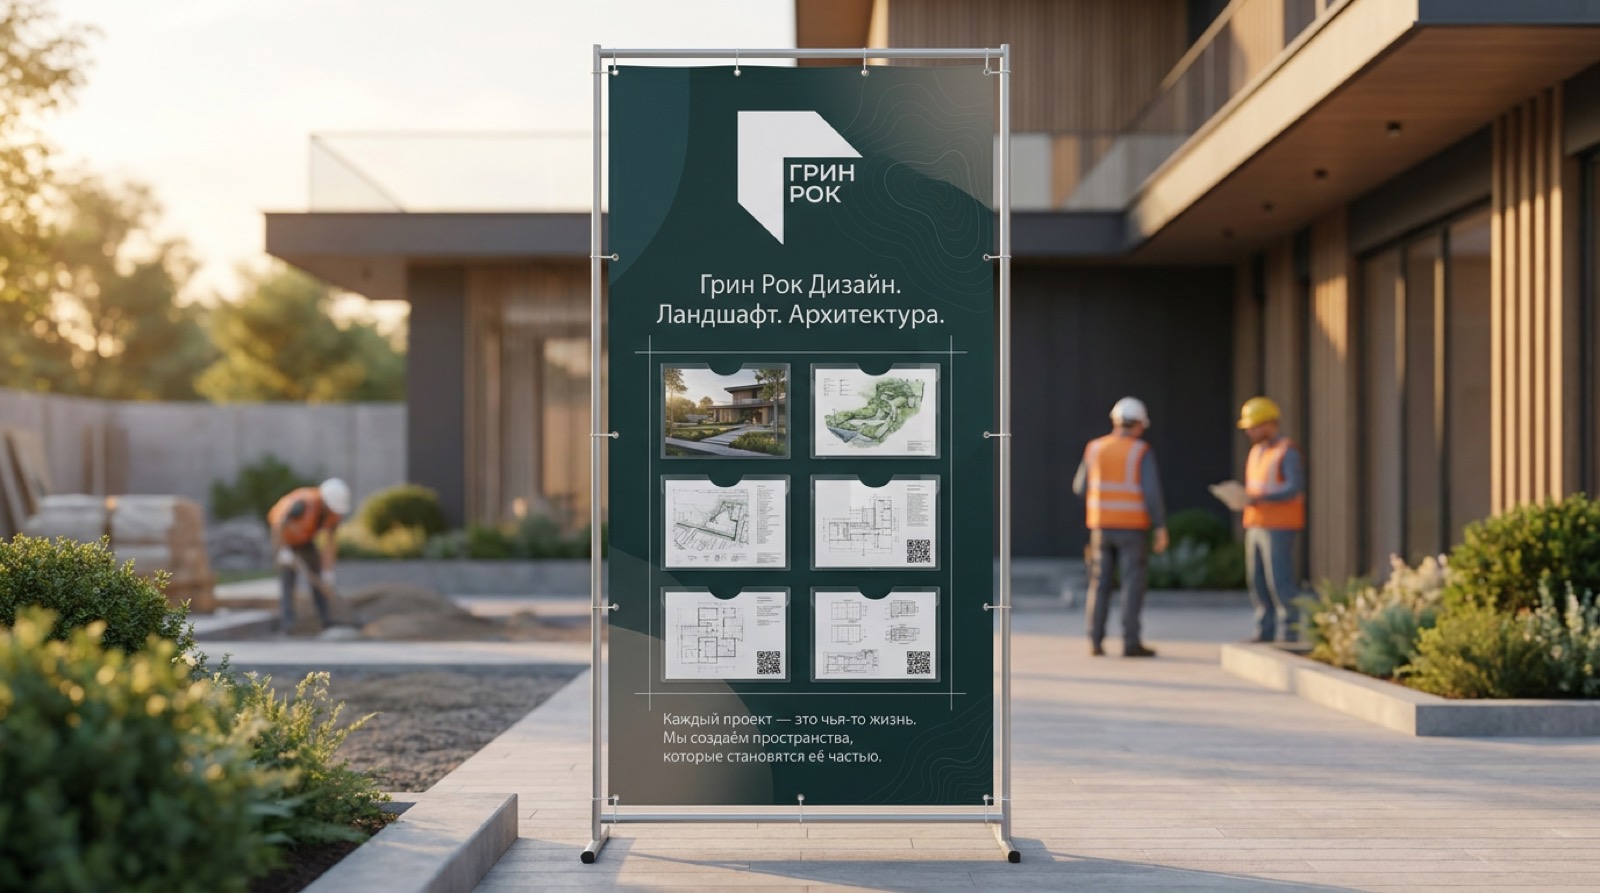 ГРИН
РОК
Грин Рок Дизайн.
Ландшафт. Архитектура.
Каждый проект — это чья-то жизнь.
Мы создаём пространства,
которые становятся её частью.